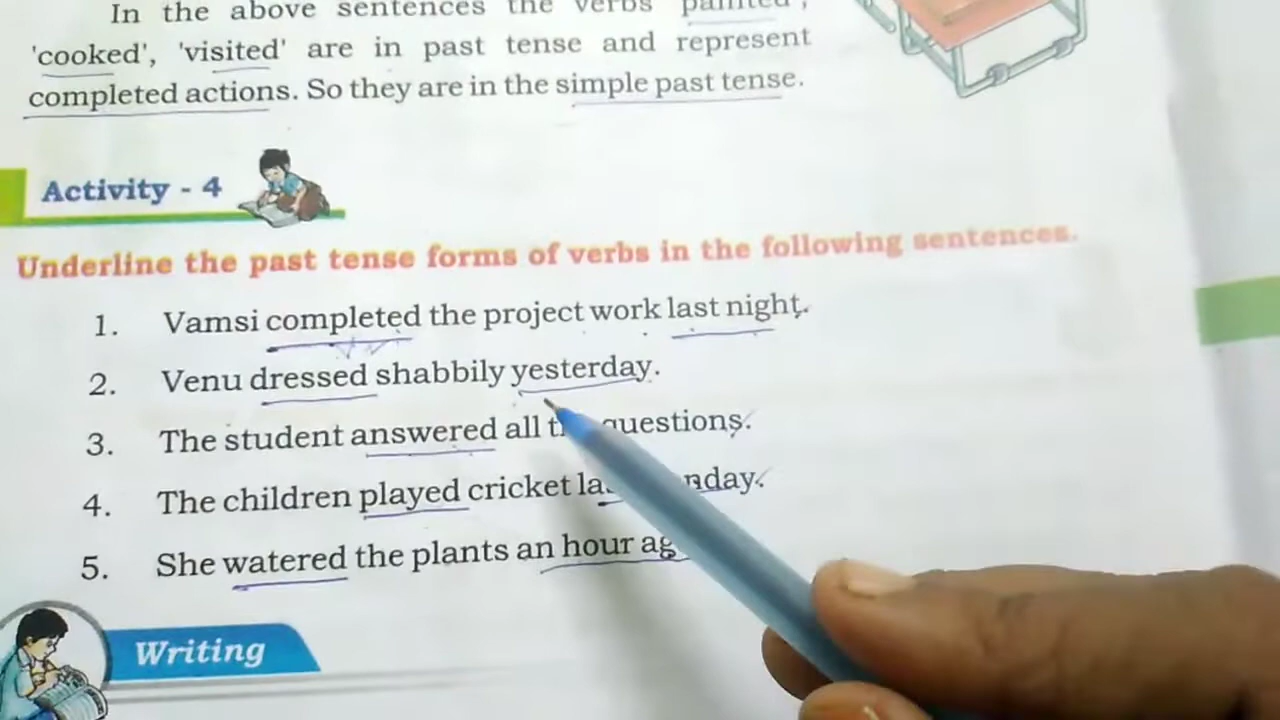 In the above sentences the verbs 'painted',
'cooked', 'visited' are in past tense and represent
completed actions. So they are in the simple past tense.
Activity - 4
Underline the past tense forms of verbs in the following sentences.
1. Vamsi completed the project work last night.
2. Venu dressed shabbily yesterday.
3. The student answered all questions.
4. The children played cricket
5. She watered the plants an hour
Writing